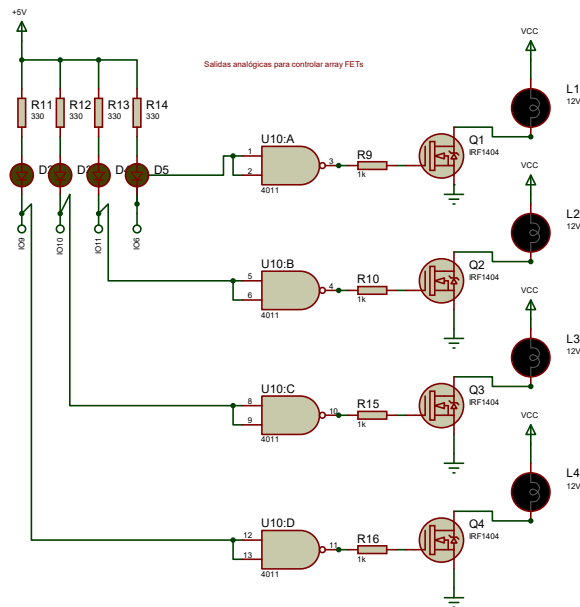 +5V
Salidas analógicas para controlar array FETs
VCC
L1
12V
R11
330
R12
330
R13
330
R14
330
U10:A
1
2
3
4011
R9
1k
Q1
IRF1404
D5
IO9
IO10
IO11
IO6
VCC
L2
12V
U10:B
5
6
4
4011
R10
1k
Q2
IRF1404
VCC
L3
12V
U10:C
8
9
10
4011
R15
1k
Q3
IRF1404
VCC
L4
12V
U10:D
12
13
11
4011
R16
1k
Q4
IRF1404